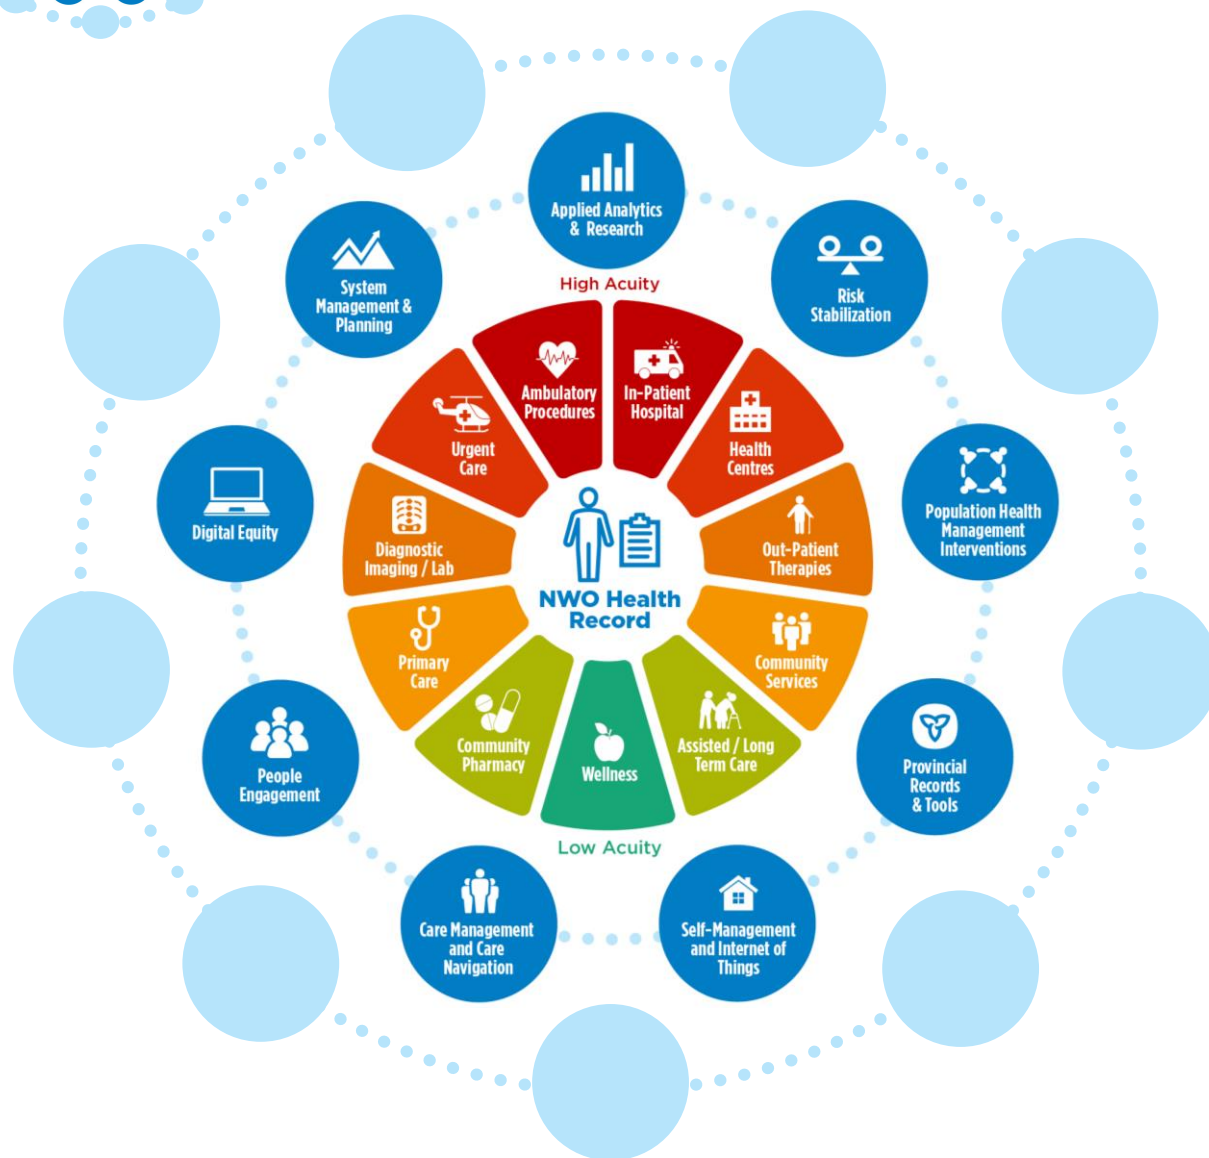 Applied Analytics
& Research
System
Management &
Planning
Risk
Stabilization
High Acuity
Ambulatory
Procedures
In-Patient
Hospital
Urgent
Care
Health
Centres
Digital Equity
Population Health
Management
Interventions
Diagnostic
Imaging / Lab
Out-Patient
Therapies
NWO Health
Record
Primary
Care
Community
Services
Community
Pharmacy
Wellness
Assisted / Long
Term Care
People
Engagement
Provincial
Records
& Tools
Low Acuity
Care Management
and Care
Navigation
Self-Management
and Internet of
Things